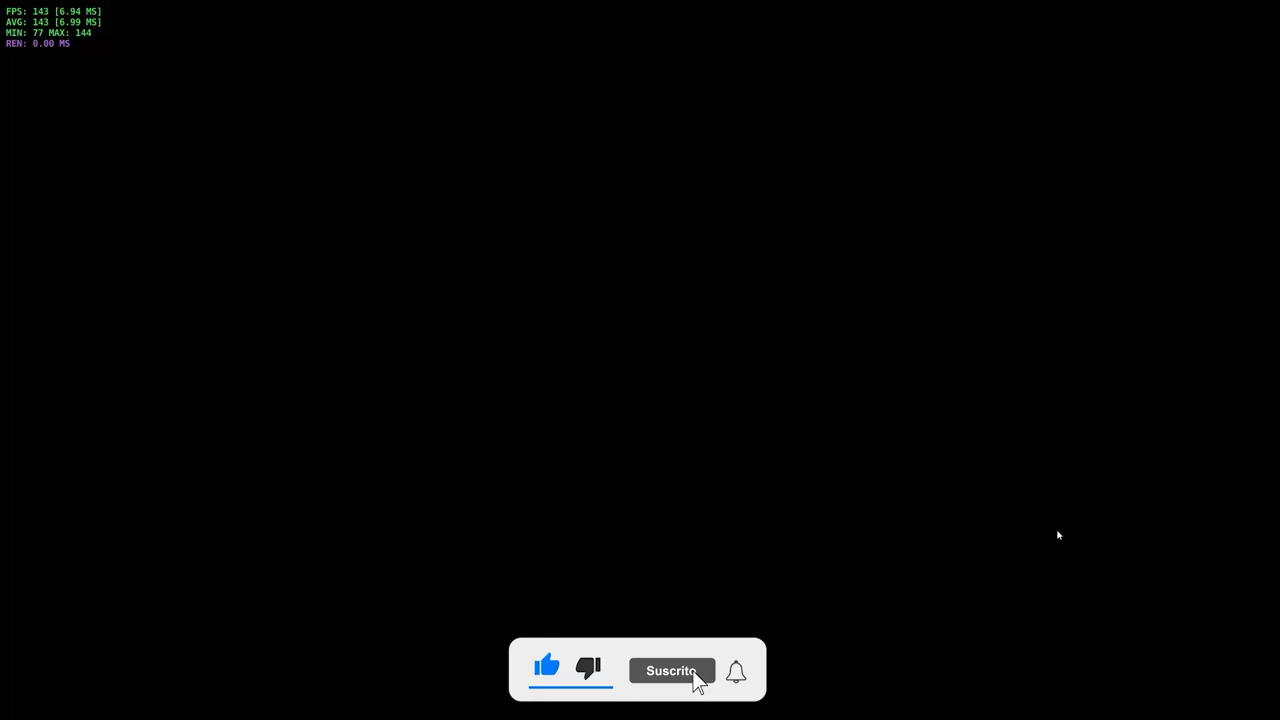 FPS: 143 [6.94 MS]
AVG: 143 [6.99 MS]
MIN: 77 MAX: 144
REN: 0.00 MS
Suscrito